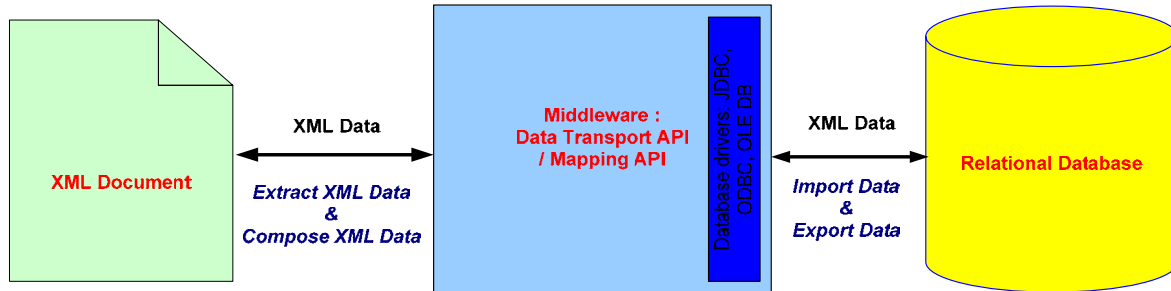 XML Document
XML Data
Extract XML Data
&
Compose XML Data
Middleware :
Data Transport API
/ Mapping API
Database drivers: JDBC,
ODBC, OLE DB
XML Data
Import Data
&
Export Data
Relational Database